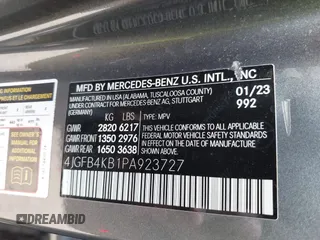 MFD BY MERCEDES-BENZ U.S. INTL., INC
MANUFACTURED IN USA (ALABAMA, TUSCALOOSA COUNTY) 01/23
UNDER CONTRACT FOR MERCEDES-BENZ AG, STUTTGART 992
(GERMANY)
KG LBS TYPE: MPV
GVWR 2820 6217
GAWR 1350 2976
GAWR 1650 3638
THIS VEHICLE CONFORMS TO ALL APPLICABLE
FEDERAL MOTOR VEHICLE SAFETY STANDARDS
IN EFFECT ON THE DATE OF MANUFACTURE
SHOWN ABOVE.
4JGFB4KB1PA923727
DREAMBID